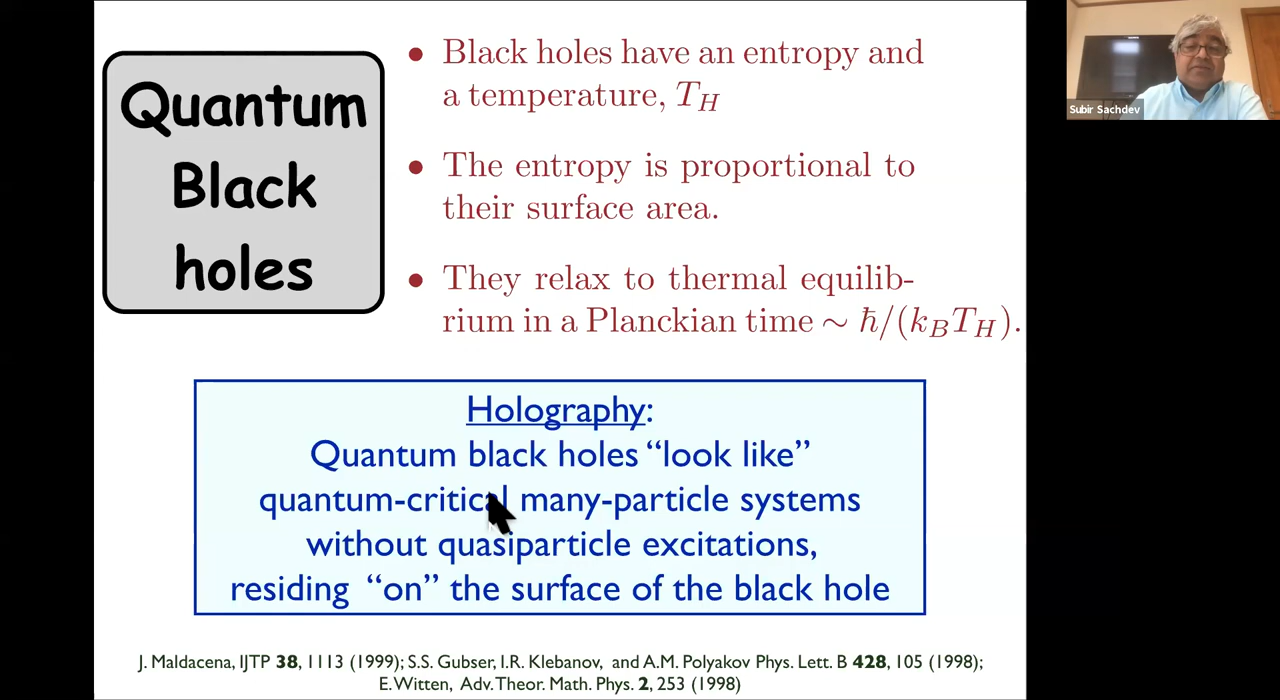 Quantum
Black
holes
• Black holes have an entropy and
a temperature, T_H
• The entropy is proportional to
their surface area.
• They relax to thermal equilib-
rium in a Planckian time ∼ ℏ/(k_B T_H).
Holography:
Quantum black holes “look like”
quantum-critical many-particle systems
without quasiparticle excitations,
residing “on” the surface of the black hole
J. Maldacena, IJTP 38, 1113 (1999); S.S. Gubser, I.R. Klebanov, and A.M. Polyakov Phys. Lett. B 428, 105 (1998);
E. Witten, Adv. Theor. Math. Phys. 2, 253 (1998)
Subir Sachdev